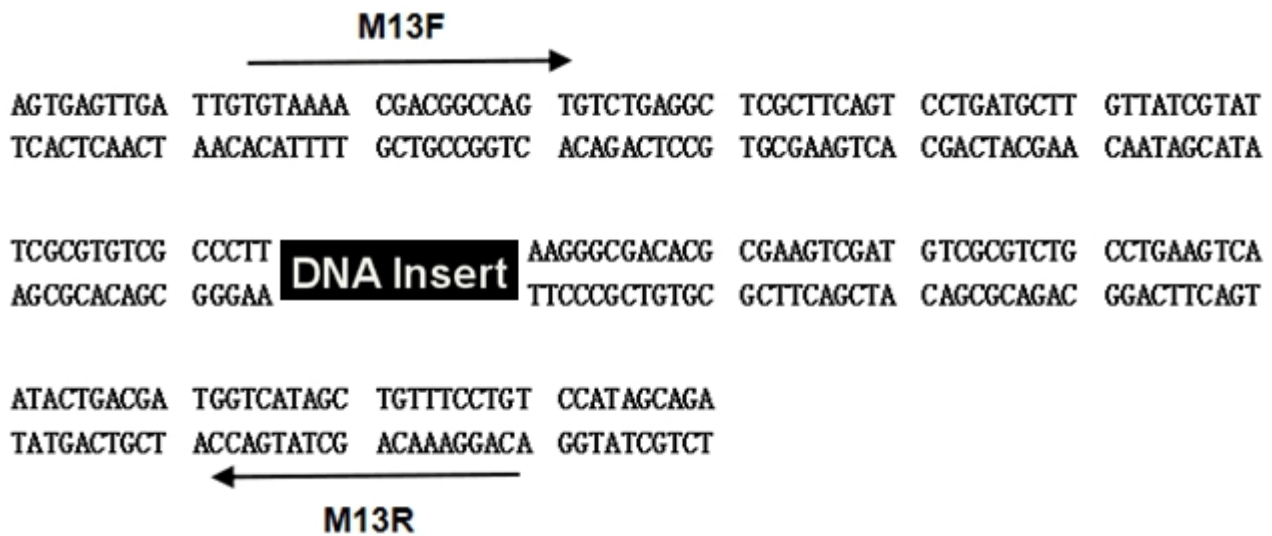 M13F
AGTGAGTTGA TTGTGTAAAA CGACGGCCAG TGTCTGAGGC TCGCTTCAGT CCTGATGCTT GTTATCGTAT
TCACTCAACT AACACATTTT GCTGCCGGTC ACAGACTCCG TGCGAAGTCA CGACTACGAA CAATAGCATA
TCGCGTGTCG CCCTT DNA Insert AAGGGCGACACG CGAAGTCGAT GTCGCGTCTG CCTGAAGTCA
AGCGCACAGC GGGAA TTCCCGCTGTGC GCTTCAGCTA CAGCGCAGAC GGACTTCAGT
ATACTGACGA TGGTCATAGC TGTTTCCTGT CCATAGCAGA
TATGACTGCT ACCAGTATCG ACAAAGGACA GGTATCGTCT
M13R